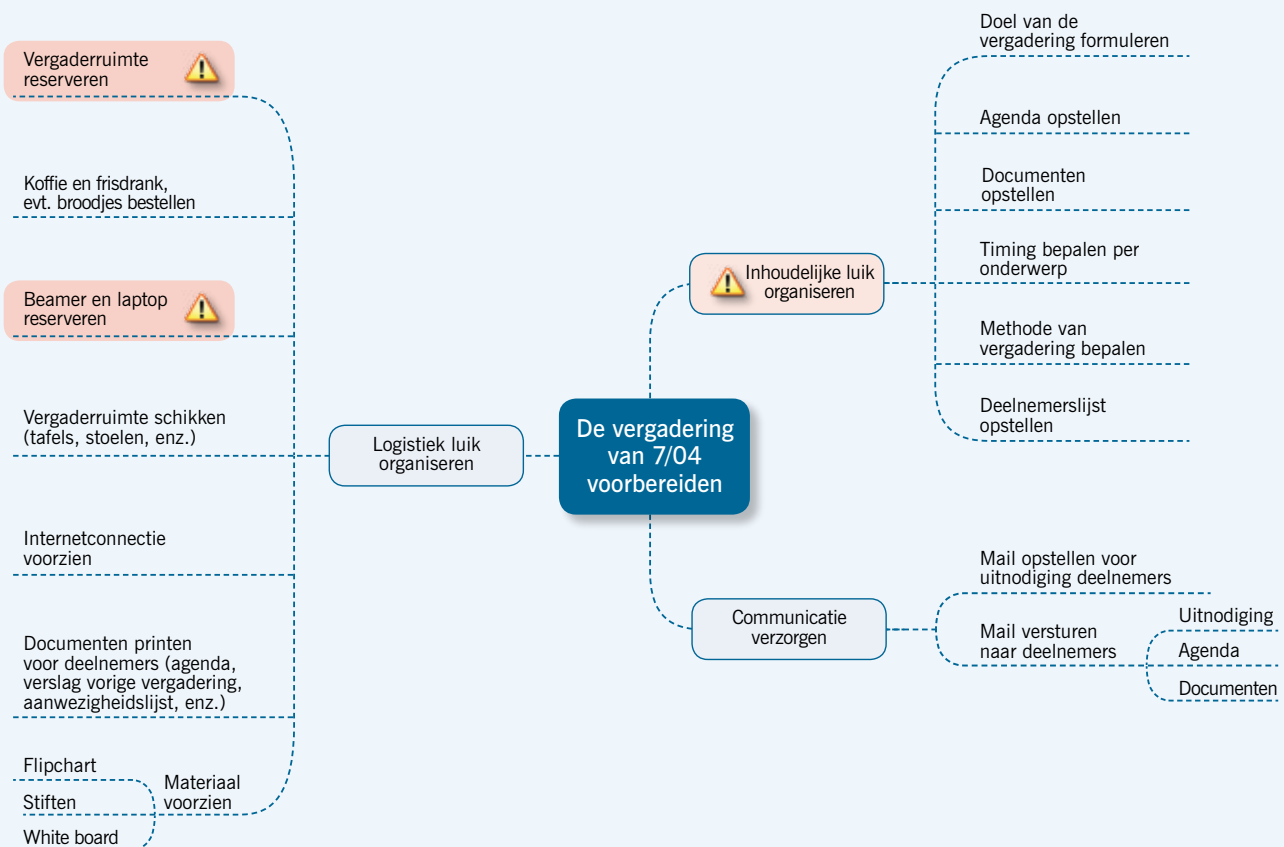 Vergaderruimte
reserveren
Koffie en frisdrank,
evt. broodjes bestellen
Beamer en laptop
reserveren
Vergaderruimte schikken
(tafels, stoelen, enz.)
Internetconnectie
voorzien
Documenten printen
voor deelnemers (agenda,
verslag vorige vergadering,
aanwezigheidslijst, enz.)
Flipchart
Stiften
White board
Materiaal
voorzien
Logistiek luik
organiseren
De vergadering
van 7/04
voorbereiden
Inhoudelijke luik
organiseren
Doel van de
vergadering formuleren
Agenda opstellen
Documenten
opstellen
Timing bepalen per
onderwerp
Methode van
vergadering bepalen
Deelnemerslijst
opstellen
Communicatie
verzorgen
Mail opstellen voor
uitnodiging deelnemers
Mail versturen
naar deelnemers
Uitnodiging
Agenda
Documenten